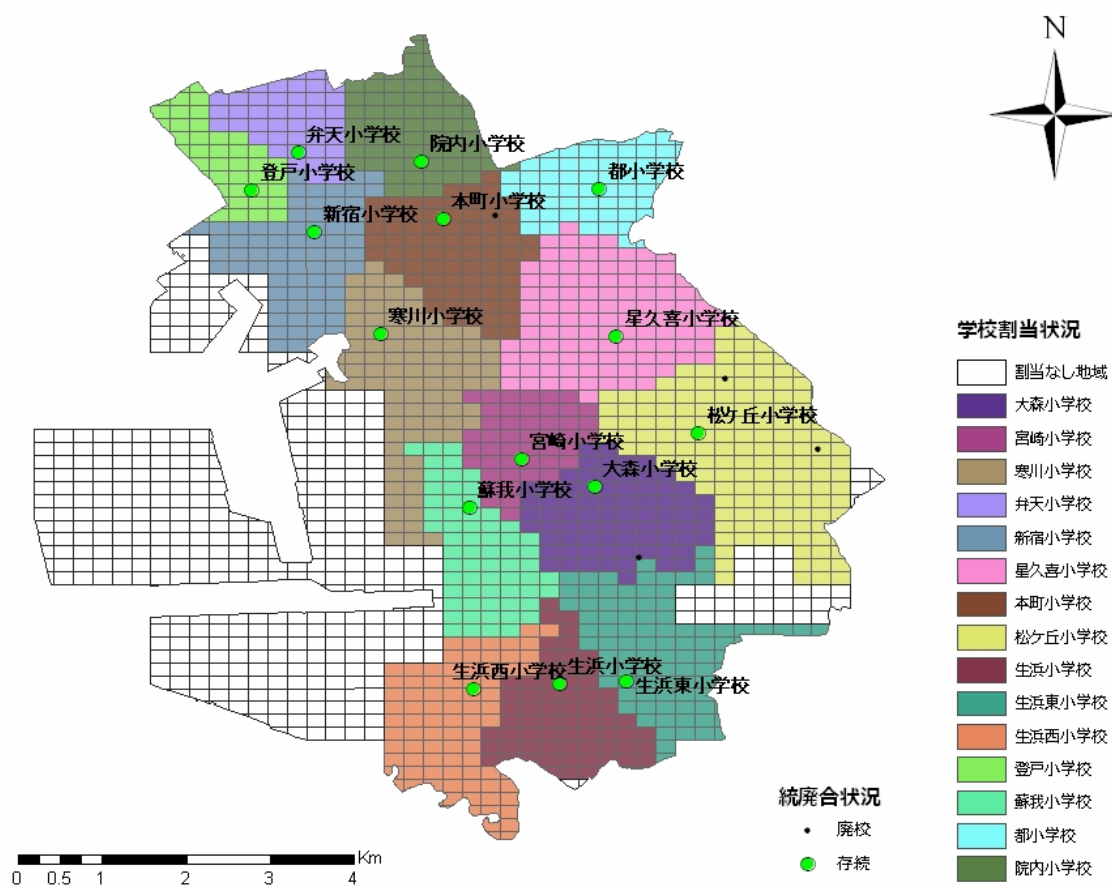 N
弁天小学校
院内小学校
登戸小学校
都小学校
本町小学校
新宿小学校
寒川小学校
星久喜小学校
松ケ丘小学校
宮崎小学校
大森小学校
蘇我小学校
生浜西小学校
生浜小学校
生浜東小学校
学校割当状況
割当なし地域
大森小学校
宮崎小学校
寒川小学校
弁天小学校
新宿小学校
星久喜小学校
本町小学校
松ケ丘小学校
生浜小学校
生浜東小学校
生浜西小学校
登戸小学校
蘇我小学校
都小学校
院内小学校
統廃合状況
廃校
存続
Km
0 0.5 1 2 3 4